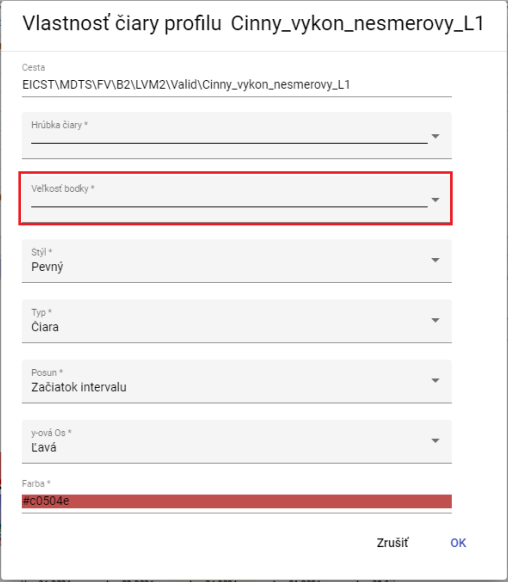 Vlastnosť čiary profilu Cinny_vykon_nesmerovy_L1
Cesta
EICST\MDTS\FV\B2\LVM2\Valid\Cinny_vykon_nesmerovy_L1
Hrúbka čiary *
Veľkosť bodky *
Štýl *
Pevný
Typ *
Čiara
Posun *
Začiatok intervalu
y-ová Os *
Ľavá
Farba *
#c0504e
Zrušiť OK